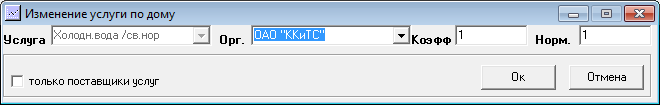 Изменение услуги по дому
Услуга Холодн.вода /св.нор Орг. ОАО "ККиТС" Коэфф 1 Норм. 1
только поставщики услуг Ок Отмена